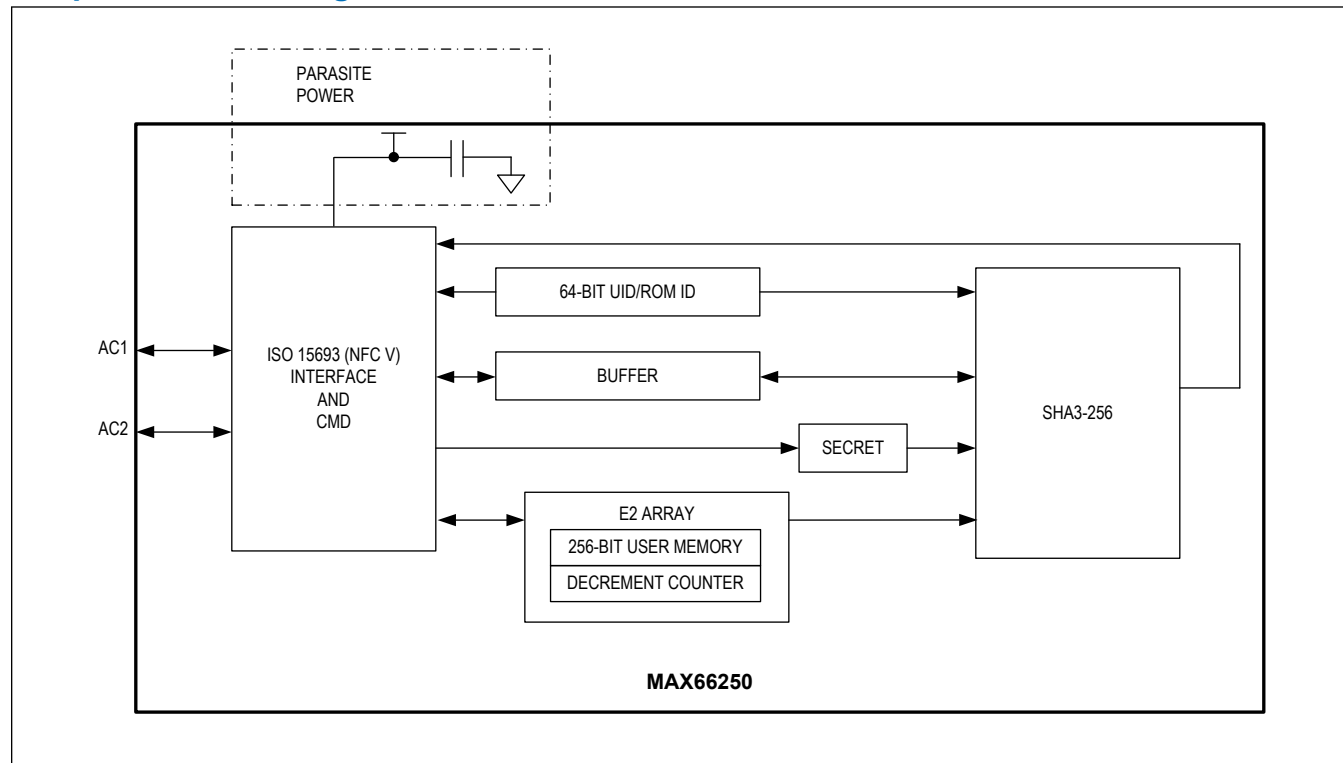 PARASITE
POWER
64-BIT UID/ROM ID
AC1
ISO 15693 (NFC V)
INTERFACE
AND
CMD
BUFFER
SHA3-256
AC2
SECRET
E2 ARRAY
256-BIT USER MEMORY
DECREMENT COUNTER
MAX66250